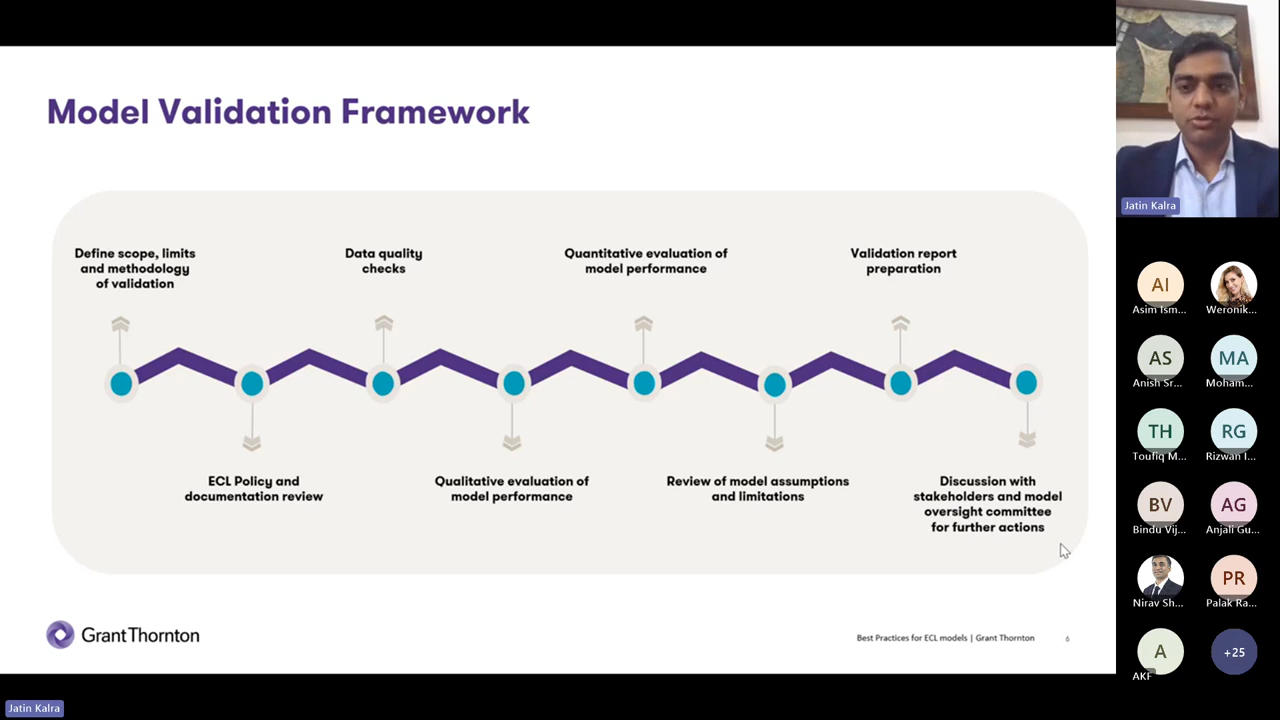 Model Validation Framework
Define scope, limits
and methodology
of validation
Data quality
checks
Quantitative evaluation of
model performance
Validation report
preparation
ECL Policy and
documentation review
Qualitative evaluation of
model performance
Review of model assumptions
and limitations
Discussion with
stakeholders and model
oversight committee
for further actions
Grant Thornton
Best Practices for ECL models | Grant Thornton
6
Jatin Kalra
AI
Asim Ism...
Weronik...
AS
Anish Sr...
MA
Moham...
TH
Toufiq M...
RG
Rizwan I...
BV
Bindu Vij...
AG
Anjali Gu...
Nirav Sh...
PR
Palak Ra...
A
AKF
+25
Jatin Kalra